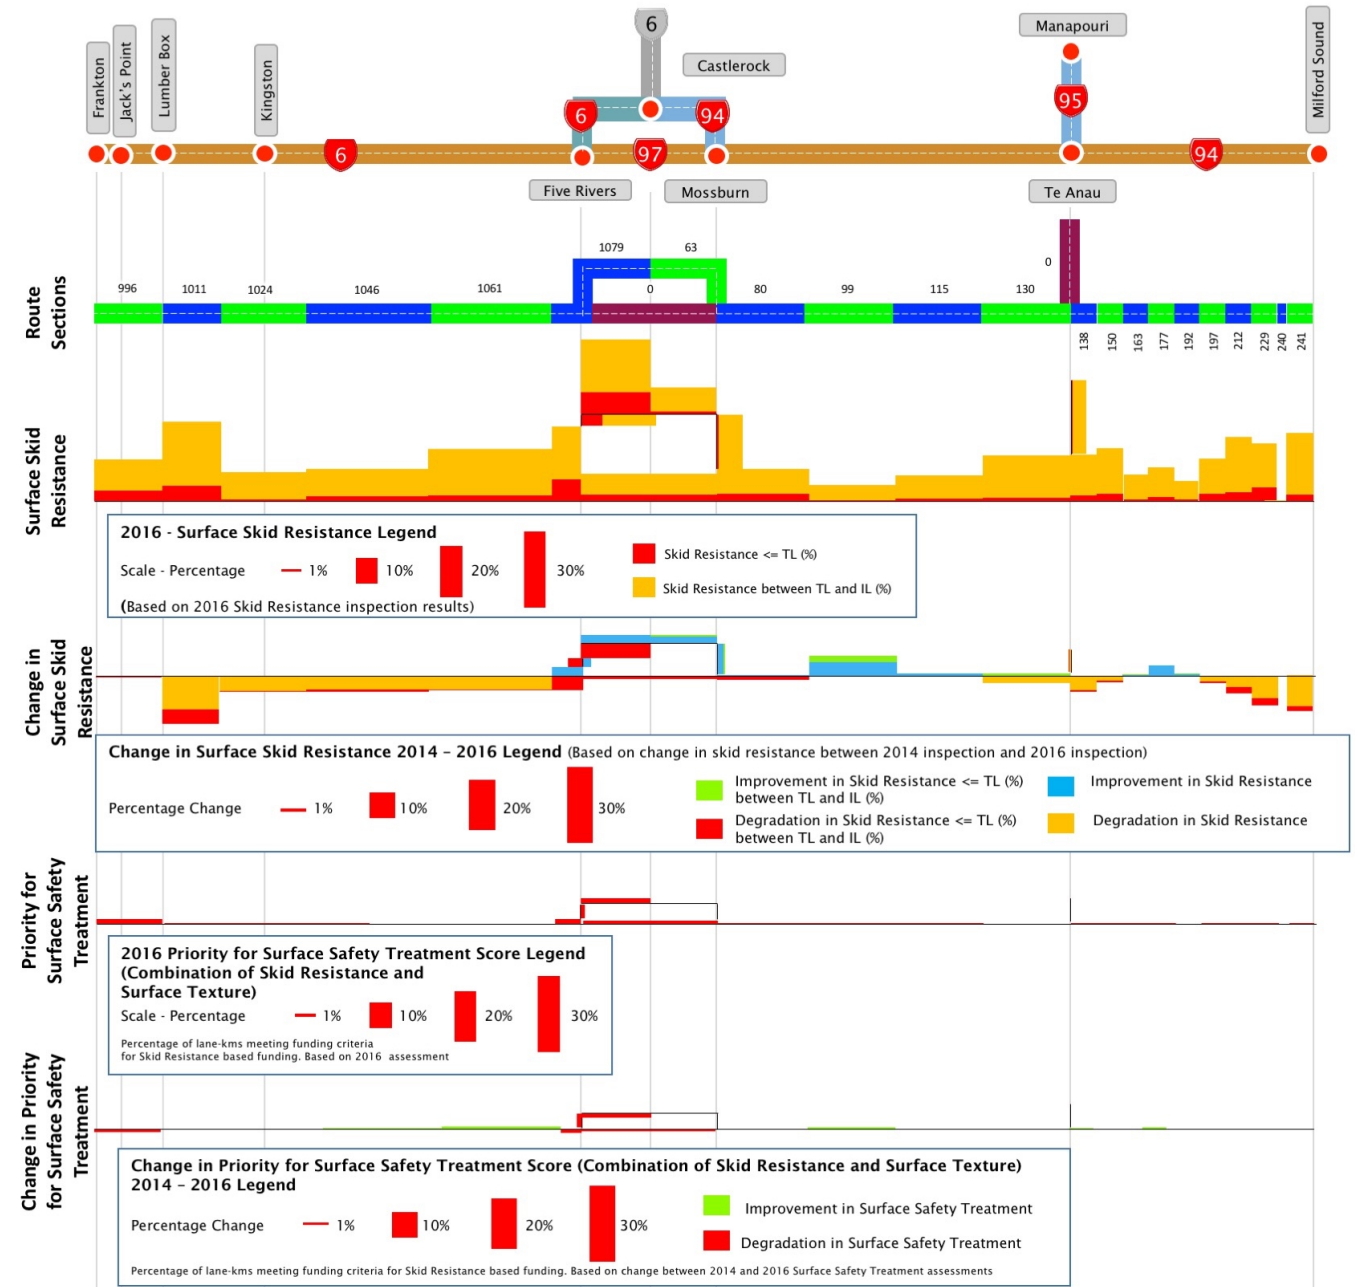 6
Manapouri
Castlerock
Frankton
Jack's Point
Lumber Box
Kingston
Milford Sound
6
94
95
6
97
94
Five Rivers
Mossburn
Te Anau
Route
Sections
996
1011
1024
1046
1061
1079
63
0
0
80
99
115
130
138
150
163
177
192
197
212
229
240
241
Surface Skid
Resistance
2016 - Surface Skid Resistance Legend
Scale - Percentage
1%
10%
20%
30%
Skid Resistance <= TL (%)
Skid Resistance between TL and IL (%)
(Based on 2016 Skid Resistance inspection results)
Change in
Surface Skid
Resistance
Change in Surface Skid Resistance 2014 – 2016 Legend (Based on change in skid resistance between 2014 inspection and 2016 inspection)
Percentage Change
1%
10%
20%
30%
Improvement in Skid Resistance <= TL (%)
between TL and IL (%)
Degradation in Skid Resistance <= TL (%)
between TL and IL (%)
Improvement in Skid Resistance
Degradation in Skid Resistance
Priority for
Surface Safety
Treatment
2016 Priority for Surface Safety Treatment Score Legend
(Combination of Skid Resistance and
Surface Texture)
Scale - Percentage
1%
10%
20%
30%
Percentage of lane-kms meeting funding criteria
for Skid Resistance based funding. Based on 2016 assessment
Change in Priority
for Surface Safety
Treatment
Change in Priority for Surface Safety Treatment Score (Combination of Skid Resistance and Surface Texture)
2014 – 2016 Legend
Percentage Change
1%
10%
20%
30%
Improvement in Surface Safety Treatment
Degradation in Surface Safety Treatment
Percentage of lane-kms meeting funding criteria for Skid Resistance based funding. Based on change between 2014 and 2016 Surface Safety Treatment assessments